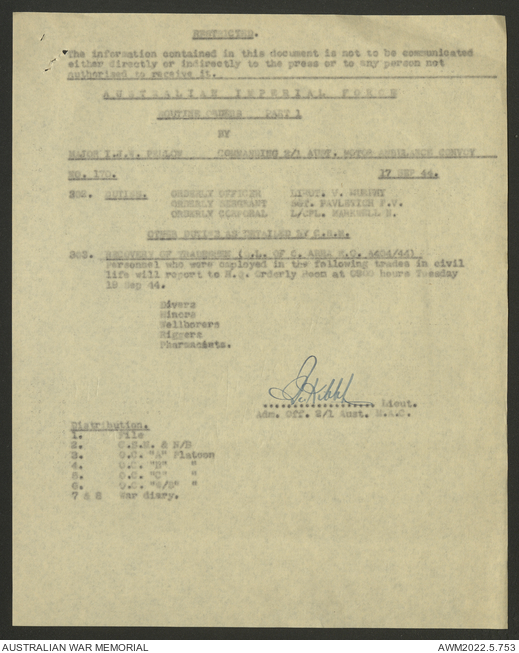 RESTRICTED.
The information contained in this document is not to be communicated
either directly or indirectly to the press or to any person not
authorised to receive it.
AUSTRALIAN IMPERIAL FORCE
ROUTINE ORDERS PART 1
BY
MAJOR COMMANDING 2/1 AUST. MOTOR AMBULANCE CONVOY
NO. 170. 17 SEP 44.
DUTIES. ORDERLY OFFICER LIEUT. V. MURPHY
ORDERLY SERGEANT SGT. PAVLETICH F.V.
ORDERLY CORPORAL L/CPL. MARKWELL
OTHER DUTIES AS DETAILED BY C.S.M.
303. RECOVERY OF TRADESMEN
Personnel who were employed in the following trades in civil
life will report to H.Q. Orderly Room at 0800 hours Tuesday
19 Sep 44.
Divers
Miners
Wellborers
Riggers
Pharmacists.
Lieut.
Adm. Off. 2/1 Aust. M.A.C.
Distribution.
1. File
2. C.S.M. & N/B
3. O.C. "A" Platoon
4. O.C. "B" "
5. O.C. "C" "
6. O.C. "
7 & 8 War diary.
AUSTRALIAN WAR MEMORIAL
AWM2022.5.753